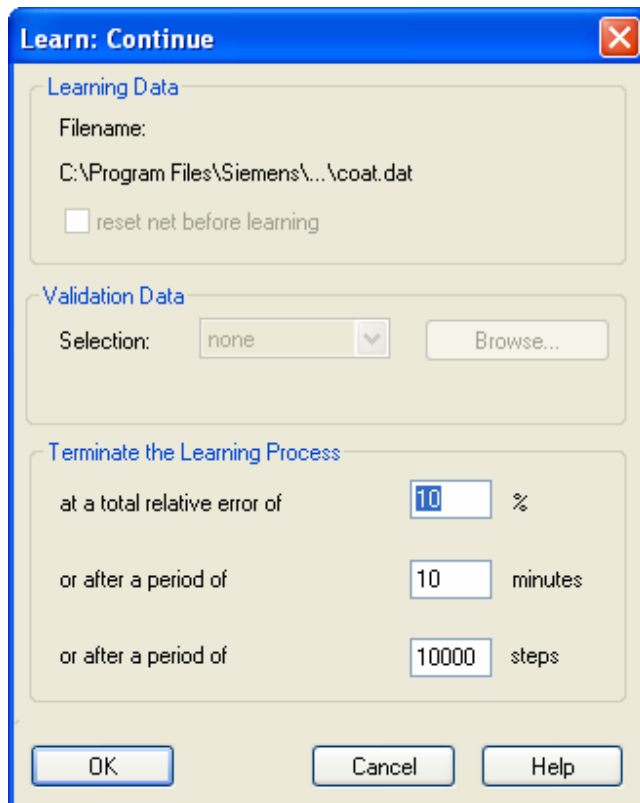 Learn: Continue
Learning Data
Filename:
C:\Program Files\Siemens\...\coat.dat
reset net before learning
Validation Data
Selection: none Browse...
Terminate the Learning Process
at a total relative error of 10 %
or after a period of 10 minutes
or after a period of 10000 steps
OK Cancel Help